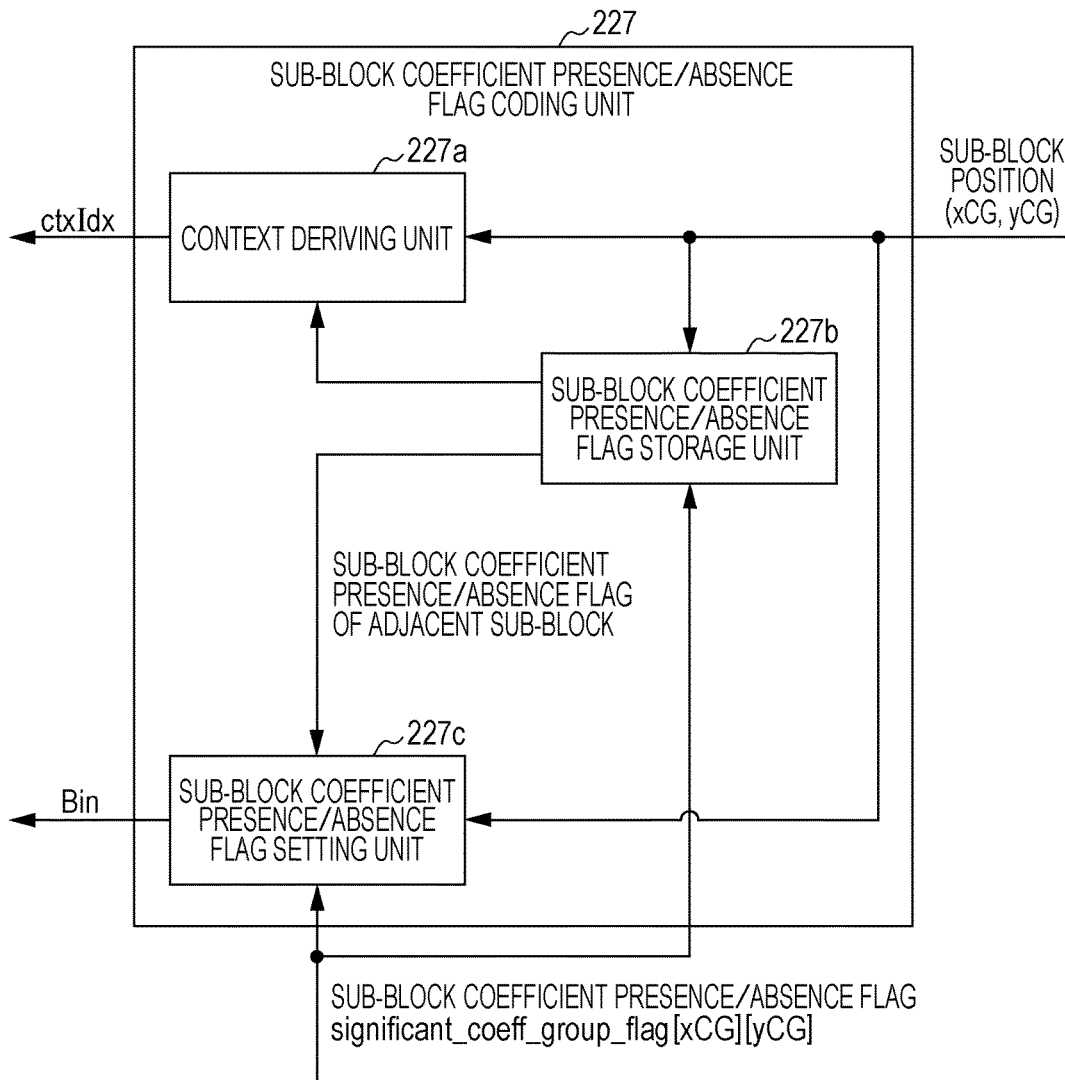 227
SUB-BLOCK COEFFICIENT PRESENCE/ABSENCE
FLAG CODING UNIT
227a
SUB-BLOCK
POSITION
(xCG, yCG)
ctxIdx
CONTEXT DERIVING UNIT
227b
SUB-BLOCK COEFFICIENT
PRESENCE/ABSENCE
FLAG STORAGE UNIT
SUB-BLOCK COEFFICIENT
PRESENCE/ABSENCE FLAG
OF ADJACENT SUB-BLOCK
227c
Bin
SUB-BLOCK COEFFICIENT
PRESENCE/ABSENCE
FLAG SETTING UNIT
SUB-BLOCK COEFFICIENT PRESENCE/ABSENCE FLAG
significant_coeff_group_flag[xCG][yCG]